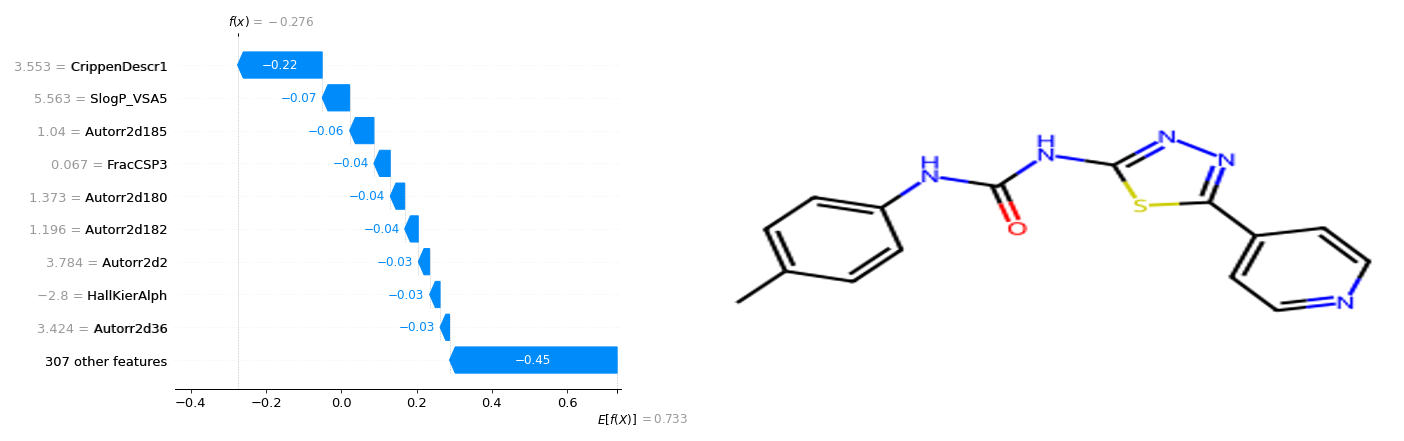 f(x) = −0.276
3.553 = CrippenDescr1
−0.22
5.563 = SlogP_VSA5
−0.07
1.04 = Autorr2d185
−0.06
0.067 = FracCSP3
−0.04
1.373 = Autorr2d180
−0.04
1.196 = Autorr2d182
−0.04
3.784 = Autorr2d2
−0.03
−2.8 = HallKierAlph
−0.03
3.424 = Autorr2d36
−0.03
307 other features
−0.45
−0.4 −0.2 0.0 0.2 0.4 0.6
E[f(X)] = 0.733
H
N
O
H
N
N
N
S
N